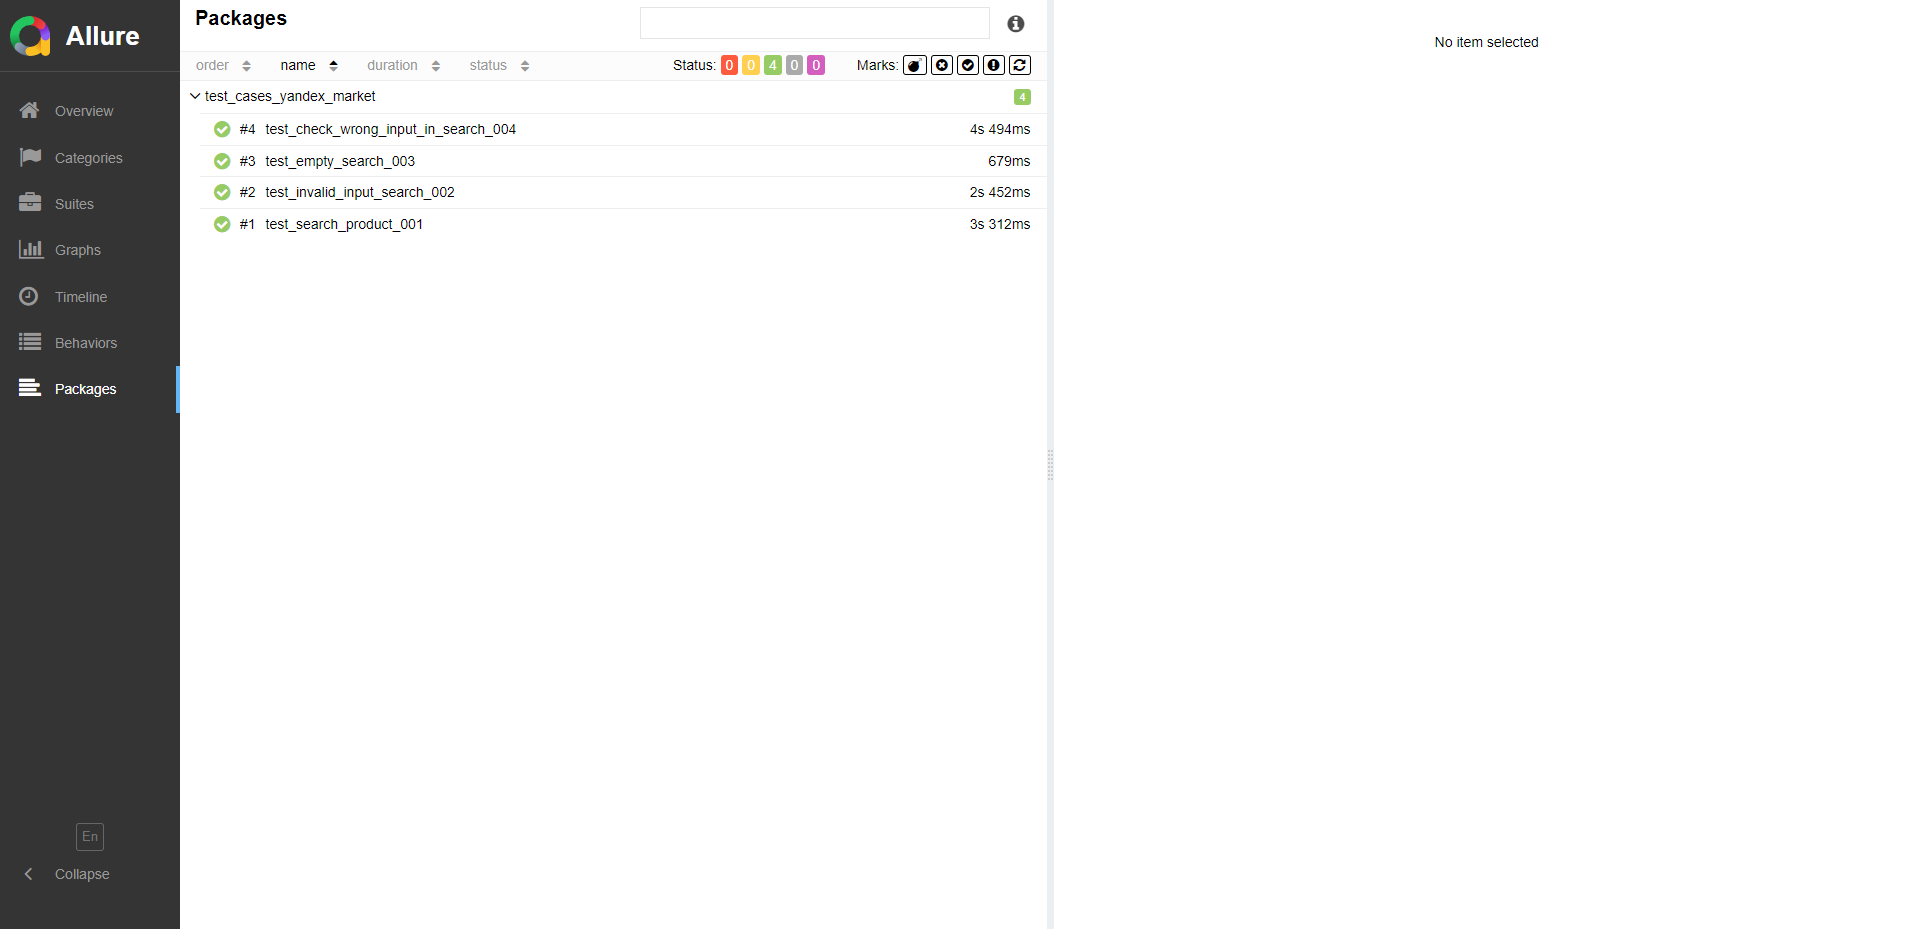 Allure
Overview
Categories
Suites
Graphs
Timeline
Behaviors
Packages
En
Collapse
Packages
order name duration status Status: 0 0 4 0 0 Marks:
test_cases_yandex_market 4
#4 test_check_wrong_input_in_search_004 4s 494ms
#3 test_empty_search_003 679ms
#2 test_invalid_input_search_002 2s 452ms
#1 test_search_product_001 3s 312ms
No item selected